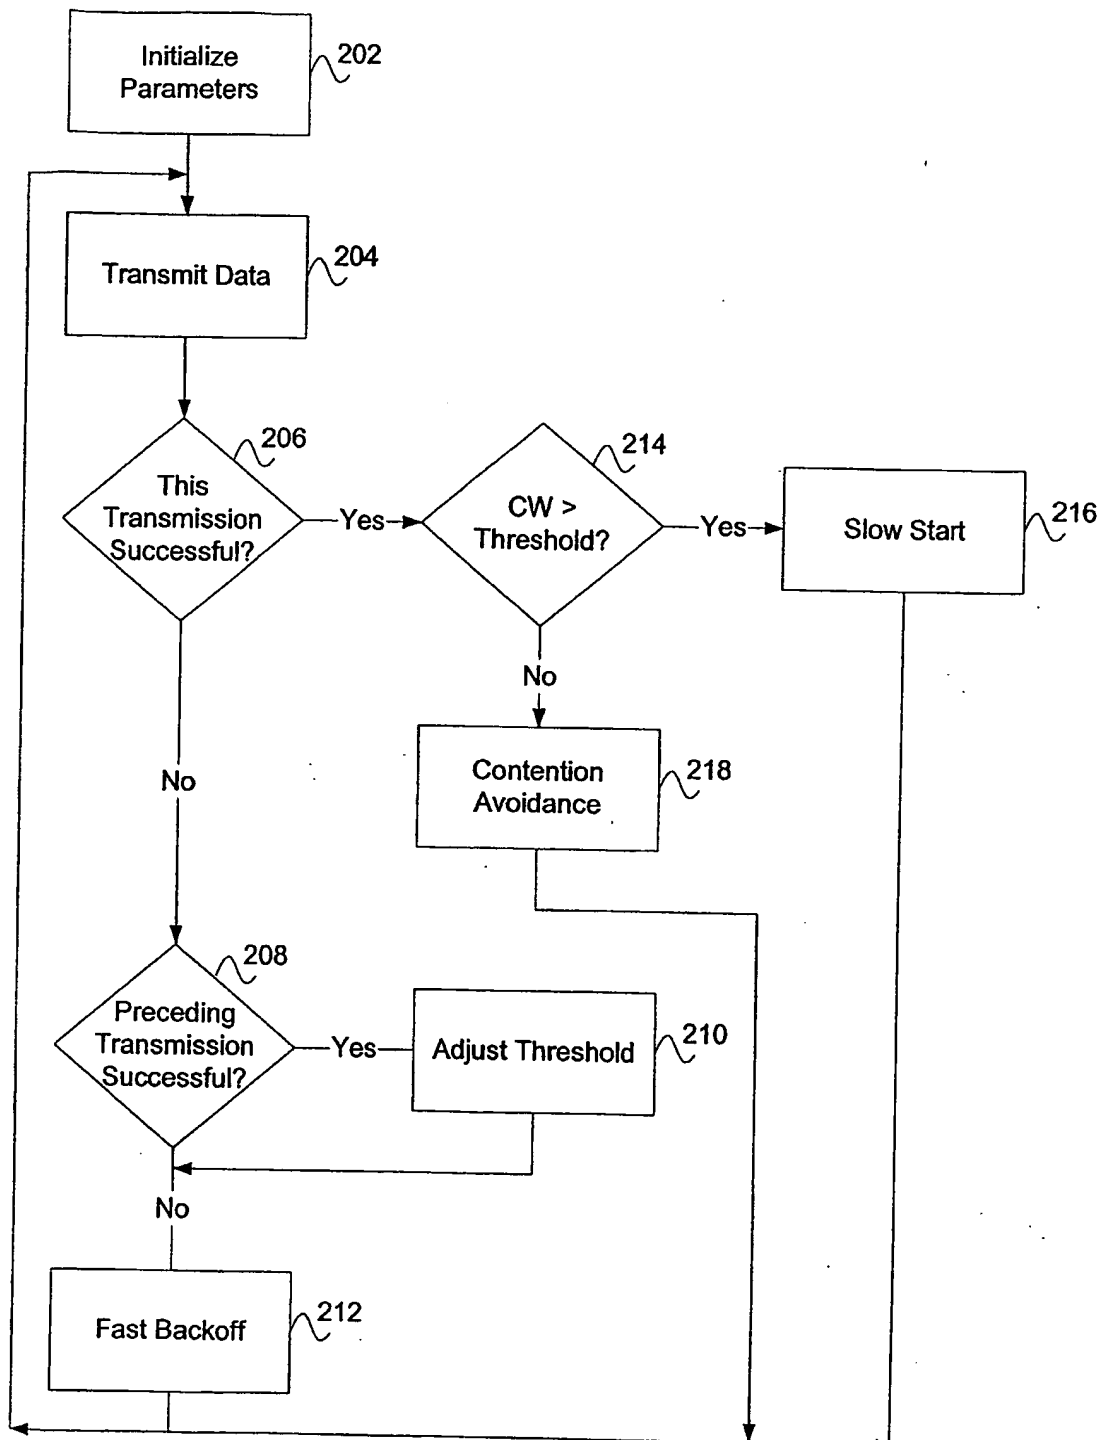 Initialize
Parameters
202
Transmit Data
204
This
Transmission
Successful?
206
Yes
CW >
Threshold?
214
Yes
Slow Start
216
No
No
Contention
Avoidance
218
Preceding
Transmission
Successful?
208
Yes
Adjust Threshold
210
No
Fast Backoff
212